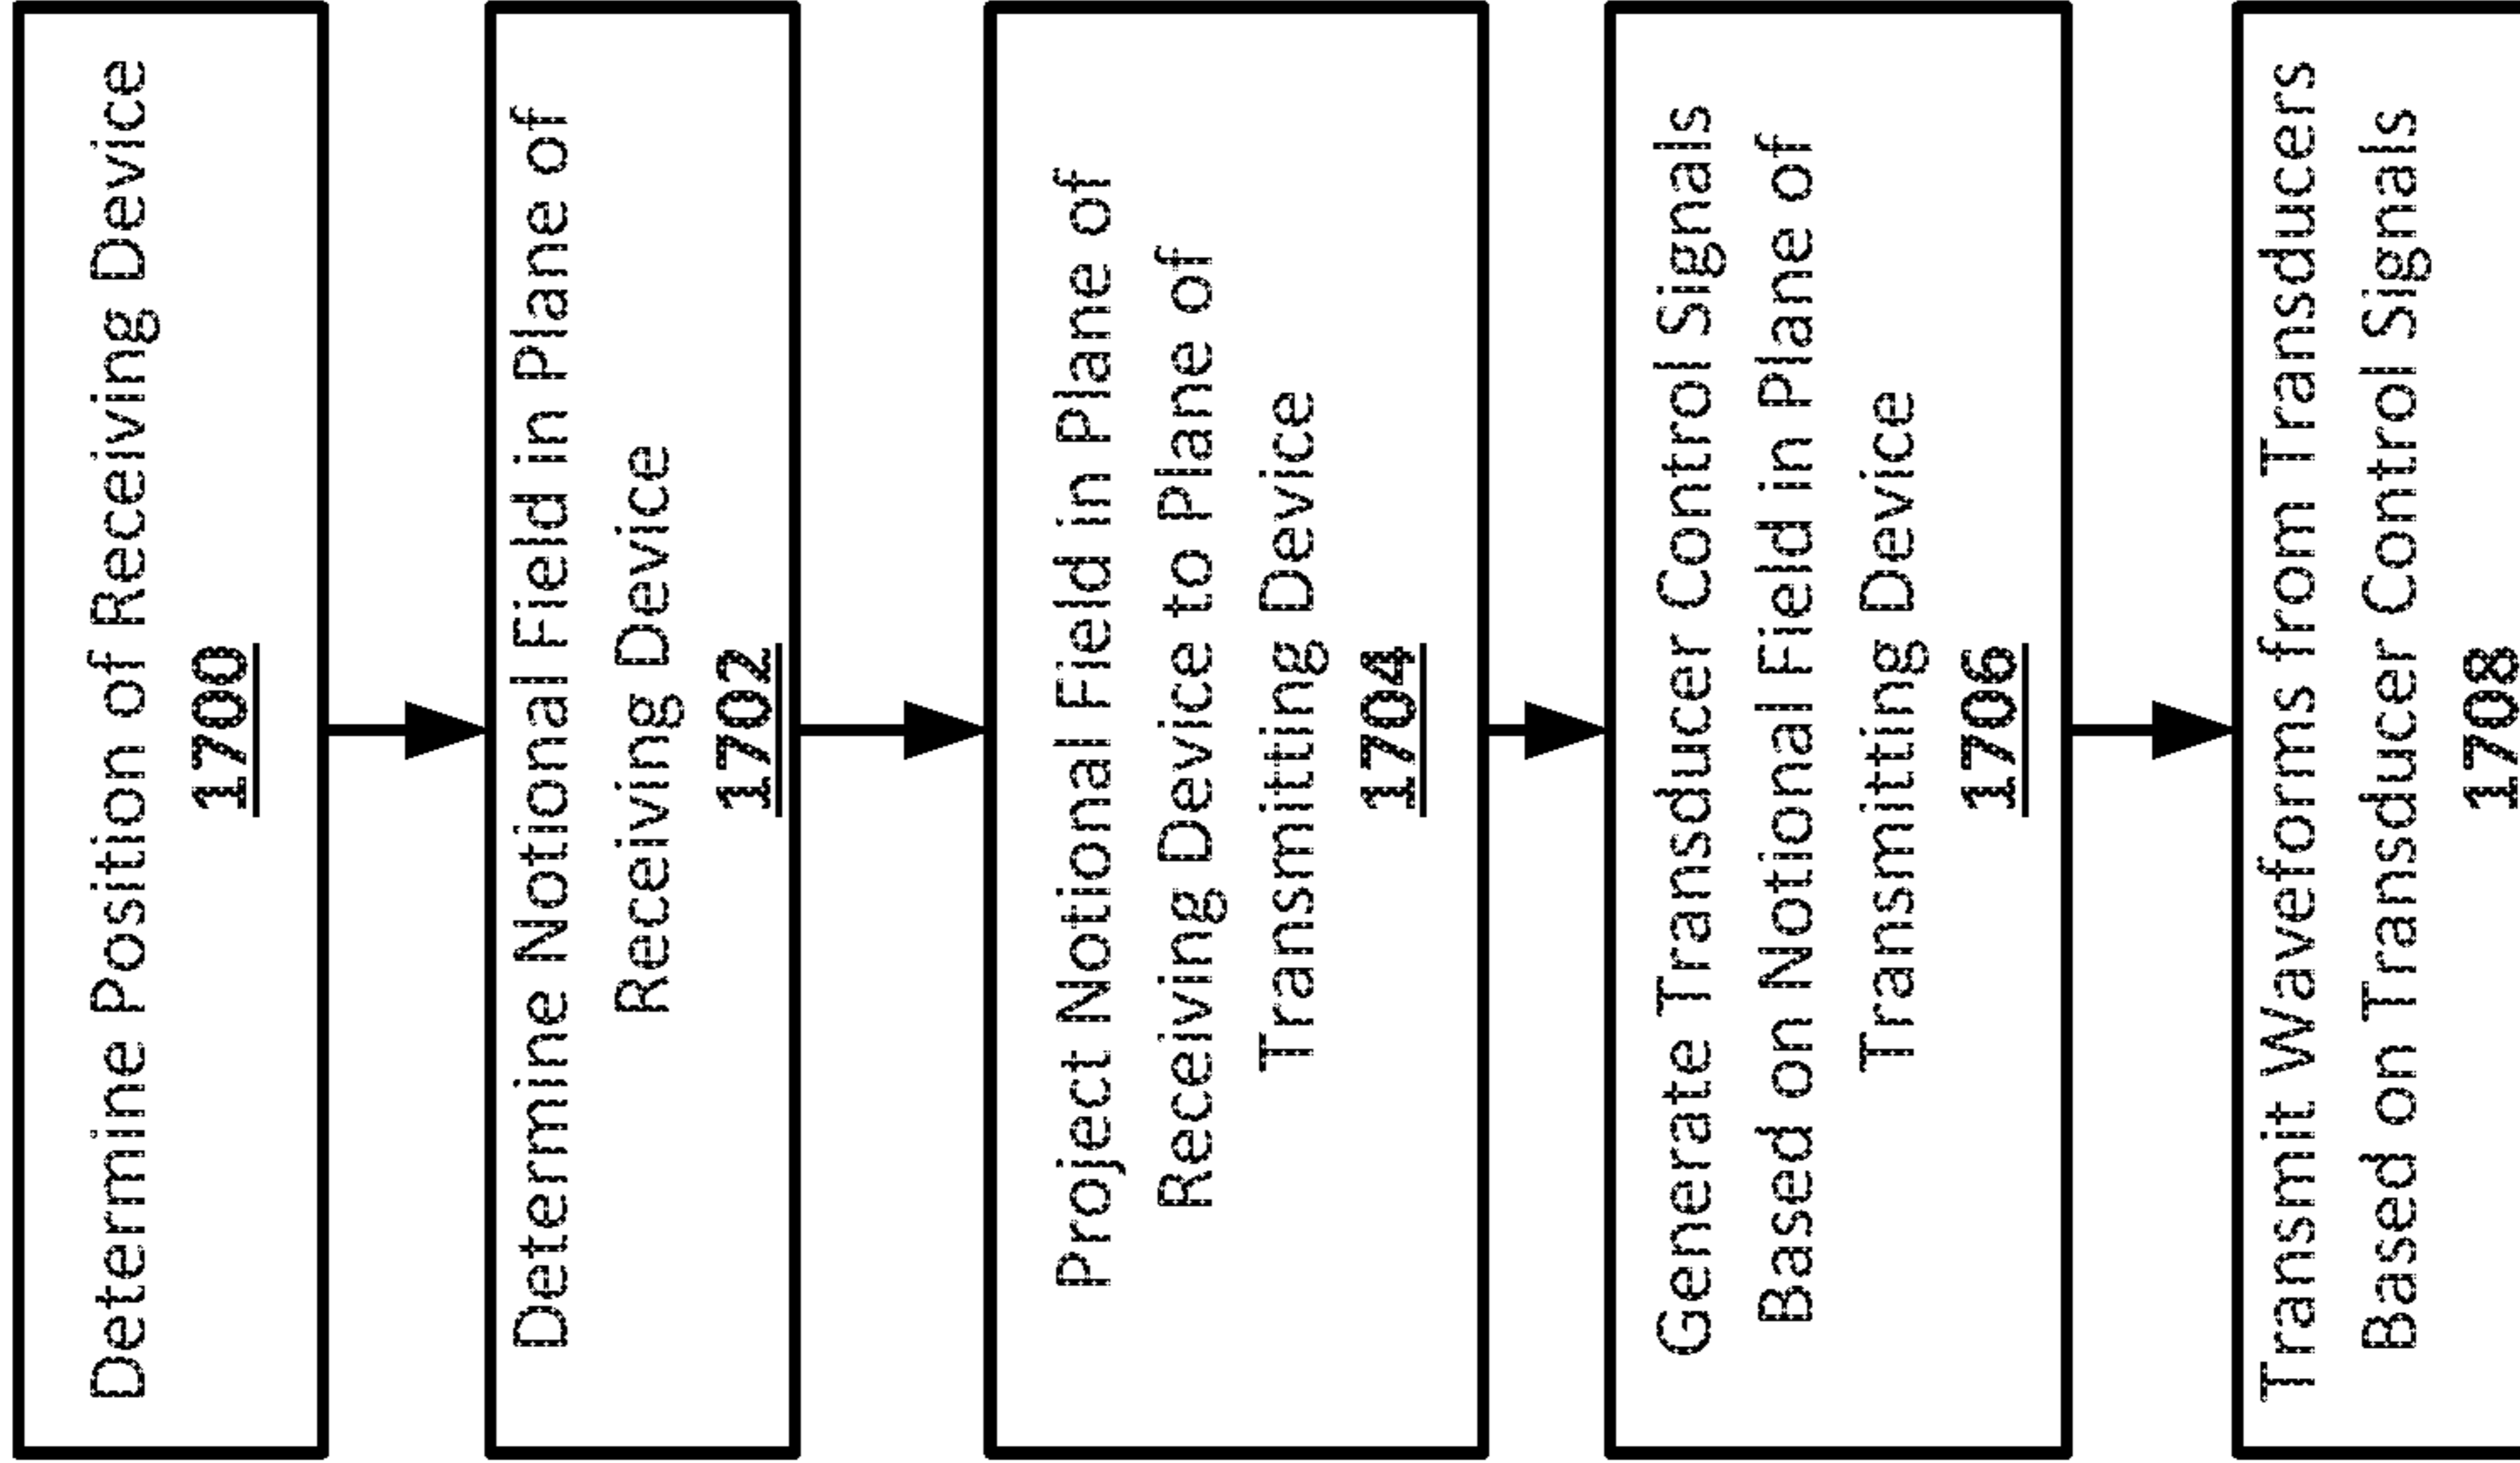 Determine Position of Receiving Device
1700
Determine Notional Field in Plane of
Receiving Device
1702
Project Notional Field in Plane of
Receiving Device to Plane of
Transmitting Device
1704
Generate Transducer Control Signals
Based on Notional Field in Plane of
Transmitting Device
1706
Transmit Waveforms from Transducers
Based on Transducer Control Signals
1708